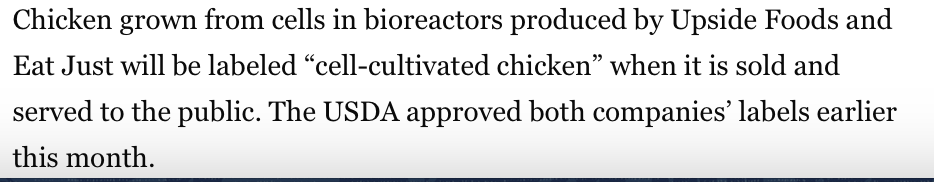 Chicken grown from cells in bioreactors produced by Upside Foods and
Eat Just will be labeled “cell-cultivated chicken” when it is sold and
served to the public. The USDA approved both companies’ labels earlier
this month.